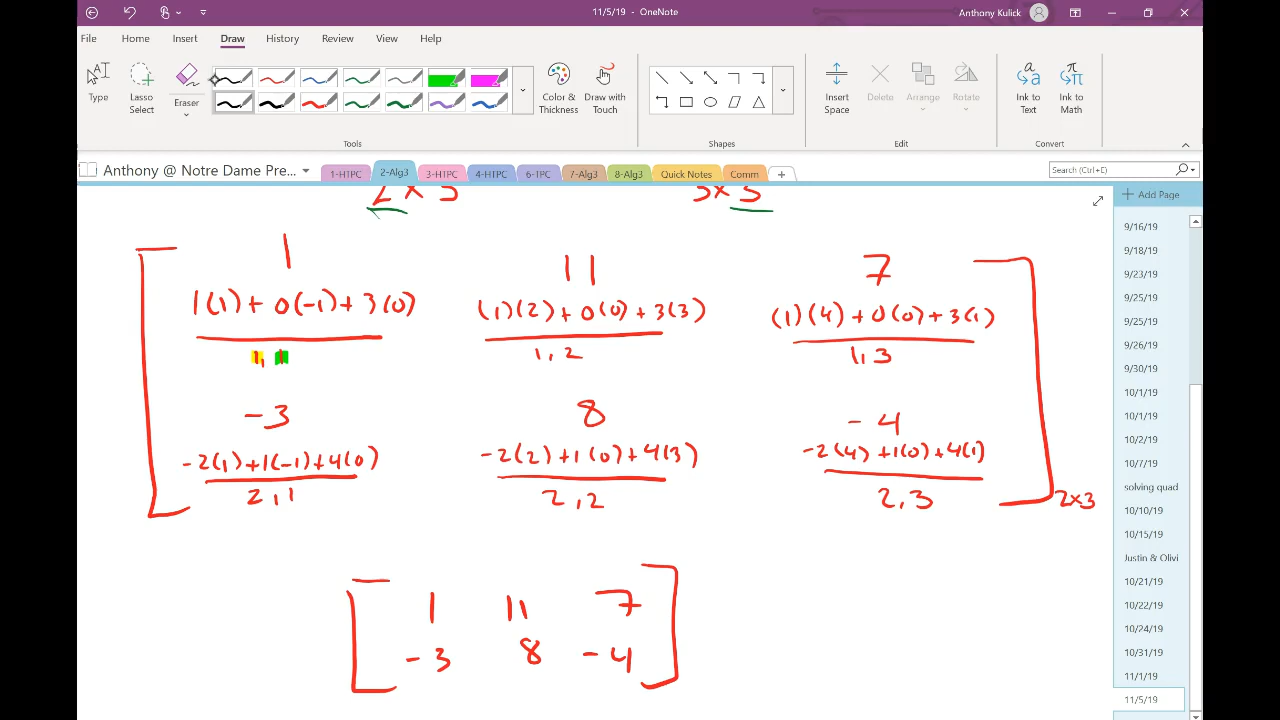 11/5/19 - OneNote
Anthony Kulick
File Home Insert Draw History Review View Help
Type
Lasso Select
Eraser
Color & Thickness
Draw with Touch
Insert Space
Delete
Arrange
Rotate
Ink to Text
Ink to Math
Tools
Shapes
Edit
Convert
Anthony @ Notre Dame Pre...
1-HTPC 2-Alg3 3-HTPC 4-HTPC 6-TPC 7-Alg3 8-Alg3 Quick Notes Comm +
Search (Ctrl+E)
Add Page
9/16/19
9/18/19
9/23/19
9/25/19
9/25/19
9/26/19
9/30/19
10/1/19
10/1/19
10/2/19
10/7/19
solving quad
10/10/19
10/15/19
Justin & Olivi
10/21/19
10/22/19
10/24/19
10/31/19
11/1/19
11/5/19
2 x 3 3 x 3
1 11 7
1(1) + 0(-1) + 3(0) (1)(2) + 0(0) + 3(3) (1)(4) + 0(0) + 3(1)
1, 1 1, 2 1, 3
-3 8 -4
-2(1) + 1(-1) + 4(0) -2(2) + 1(0) + 4(3) -2(4) + 1(0) + 4(1)
2, 1 2, 2 2, 3
2x3
1 11 7
-3 8 -4